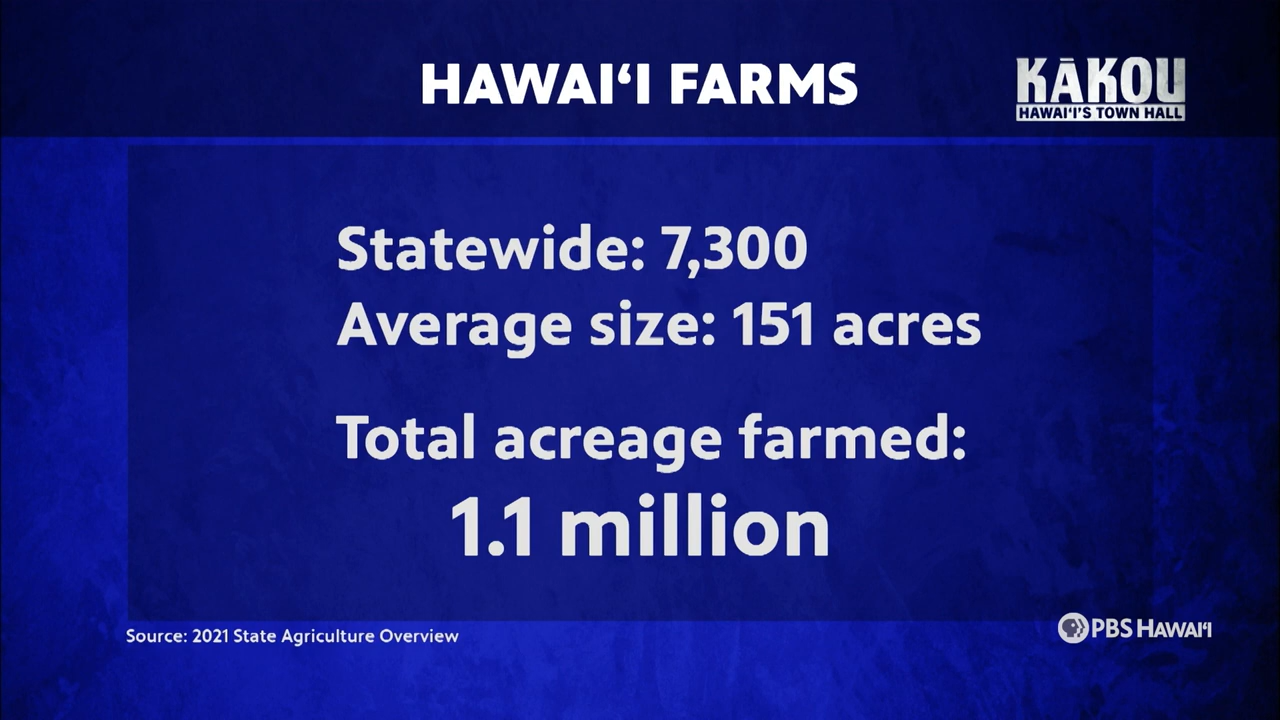 HAWAIʻI FARMS
KĀKOU
HAWAIʻI'S TOWN HALL
Statewide: 7,300
Average size: 151 acres
Total acreage farmed:
1.1 million
Source: 2021 State Agriculture Overview
PBS HAWAIʻI